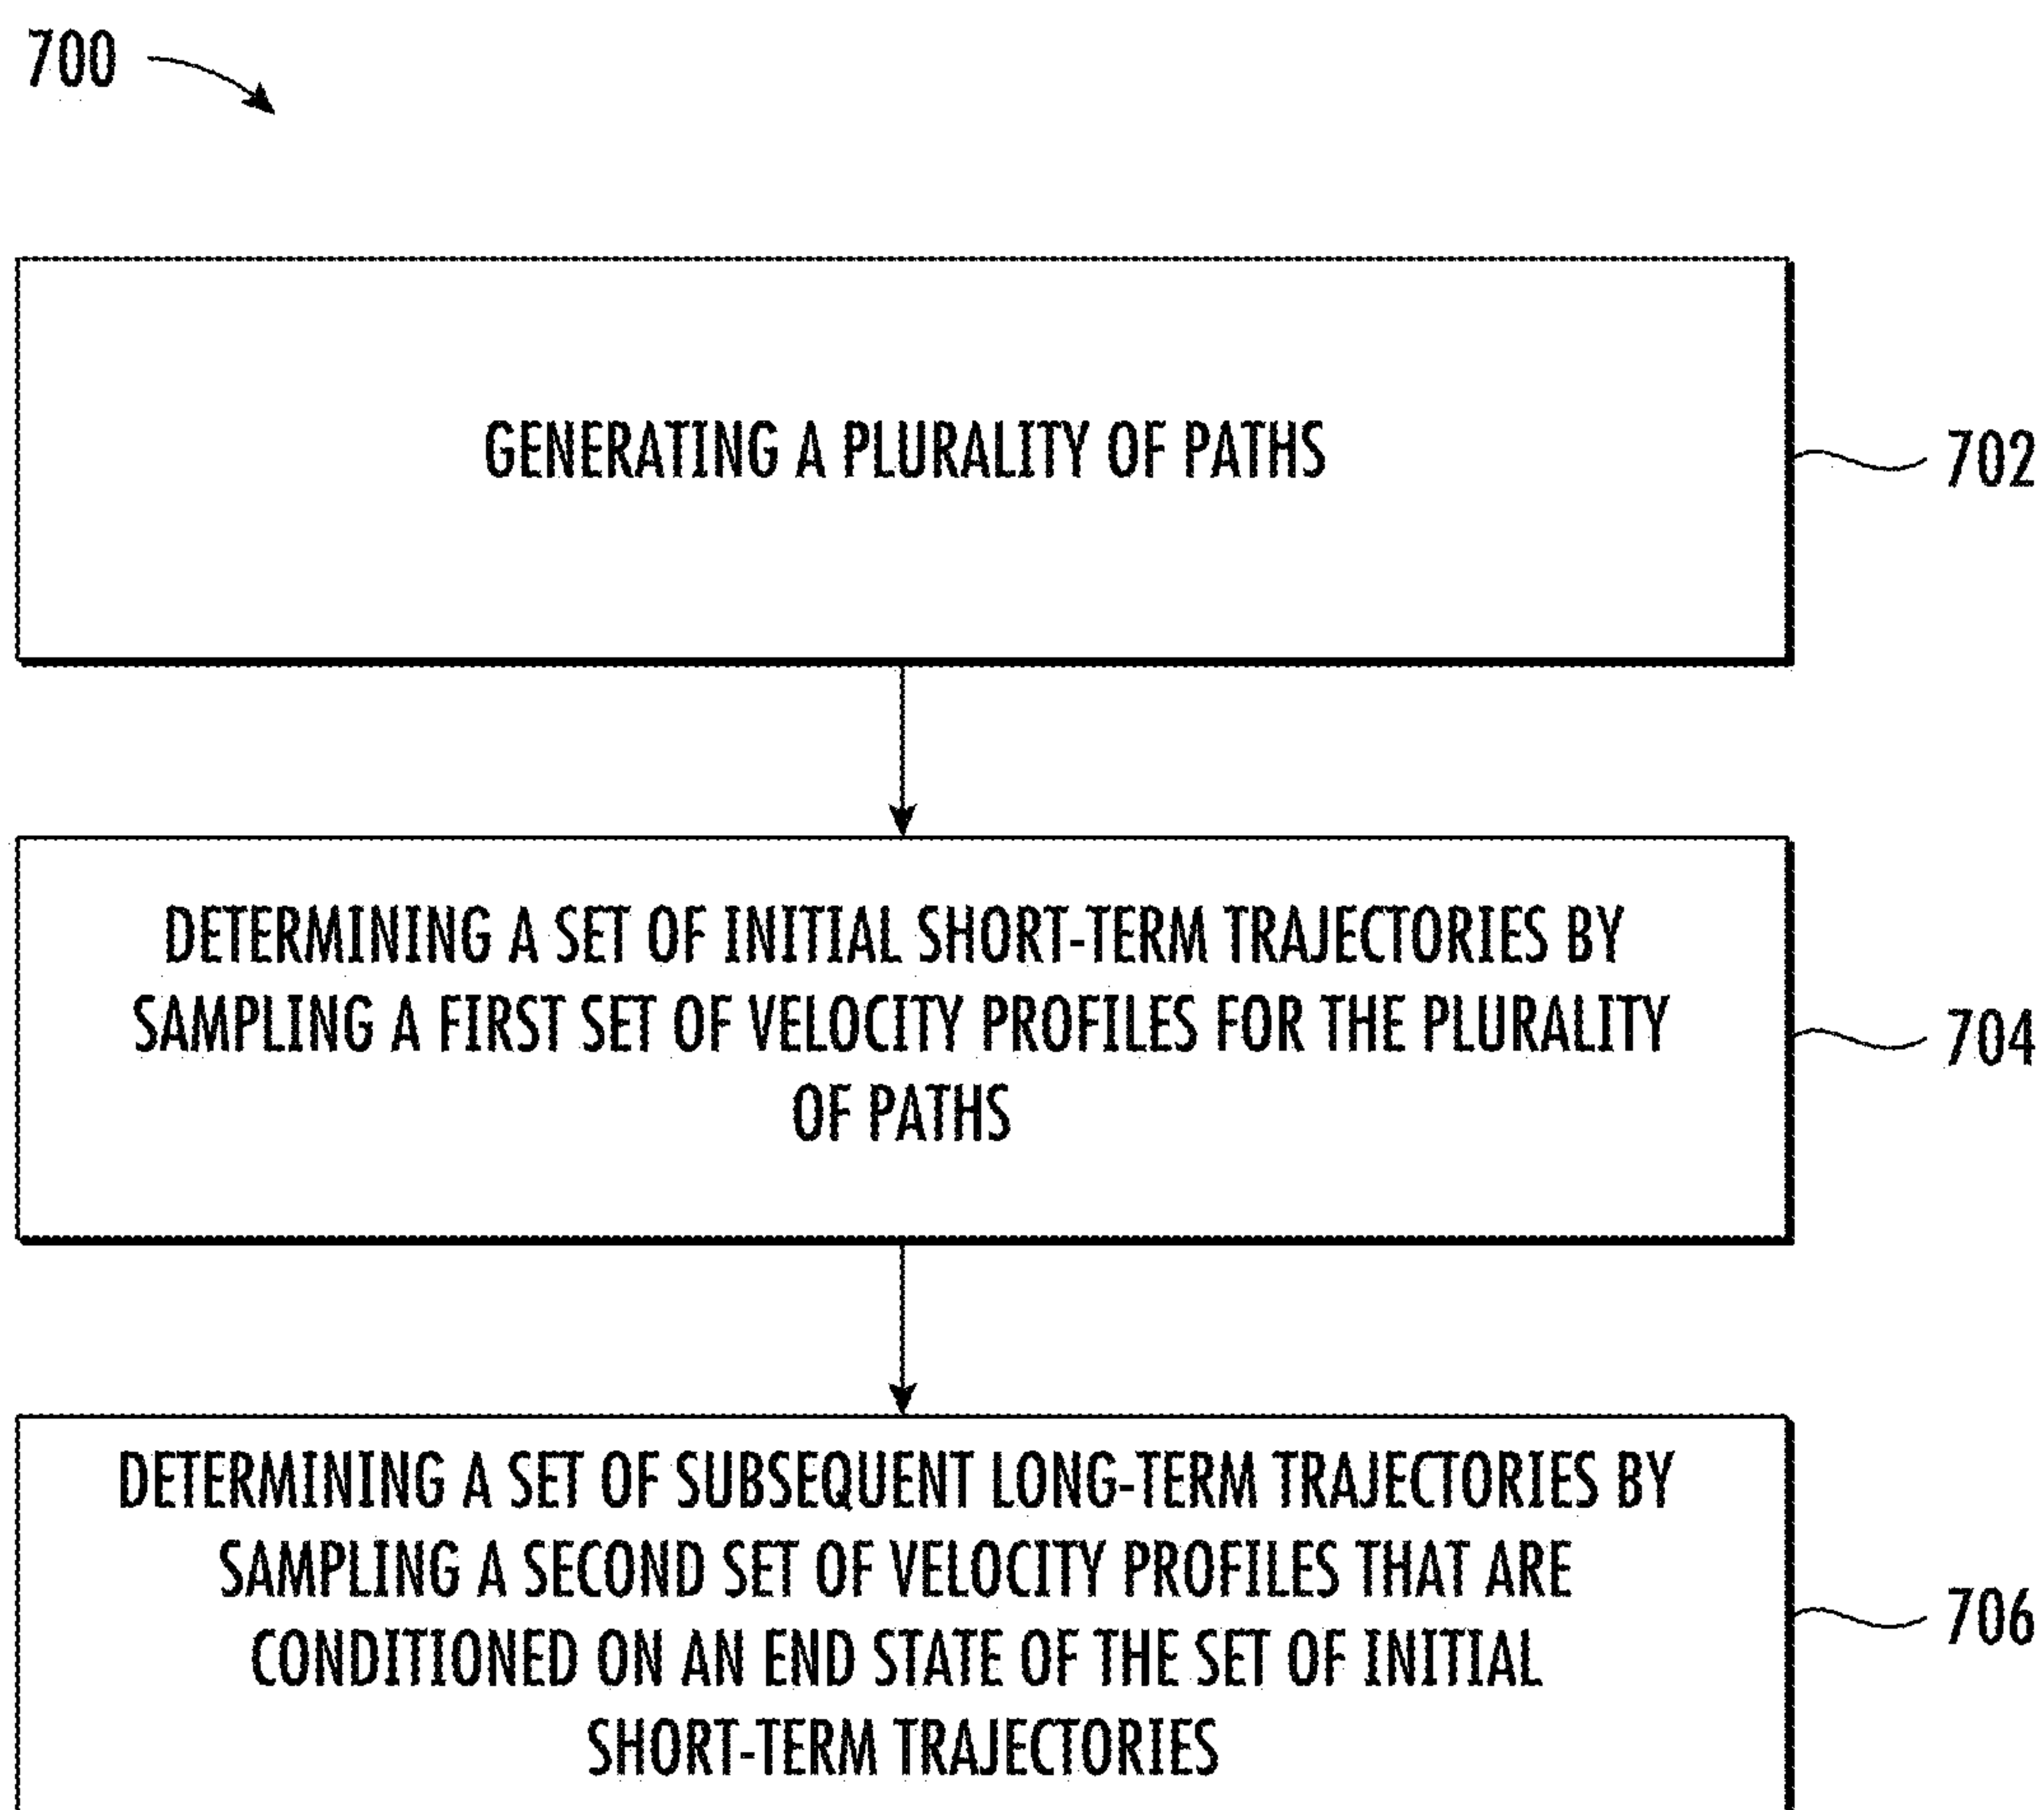 700
GENERATING A PLURALITY OF PATHS
702
DETERMINING A SET OF INITIAL SHORT-TERM TRAJECTORIES BY
SAMPLING A FIRST SET OF VELOCITY PROFILES FOR THE PLURALITY
OF PATHS
704
DETERMINING A SET OF SUBSEQUENT LONG-TERM TRAJECTORIES BY
SAMPLING A SECOND SET OF VELOCITY PROFILES THAT ARE
CONDITIONED ON AN END STATE OF THE SET OF INITIAL
SHORT-TERM TRAJECTORIES
706